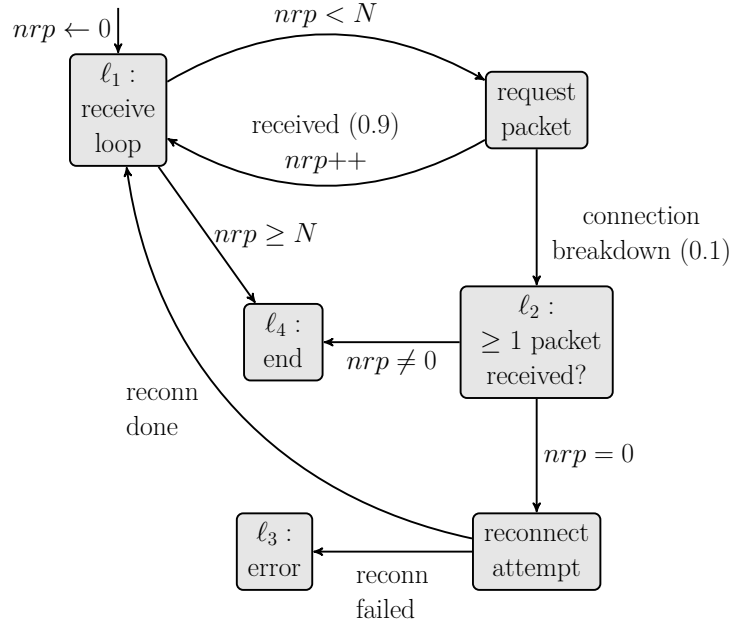 nrp ← 0
nrp < N
ℓ₁ :
receive
loop
request
packet
received (0.9)
nrp++
connection
breakdown (0.1)
nrp ≥ N
ℓ₂ :
≥ 1 packet
received?
ℓ₄ :
end
nrp ≠ 0
reconn
done
nrp = 0
ℓ₃ :
error
reconnect
attempt
reconn
failed